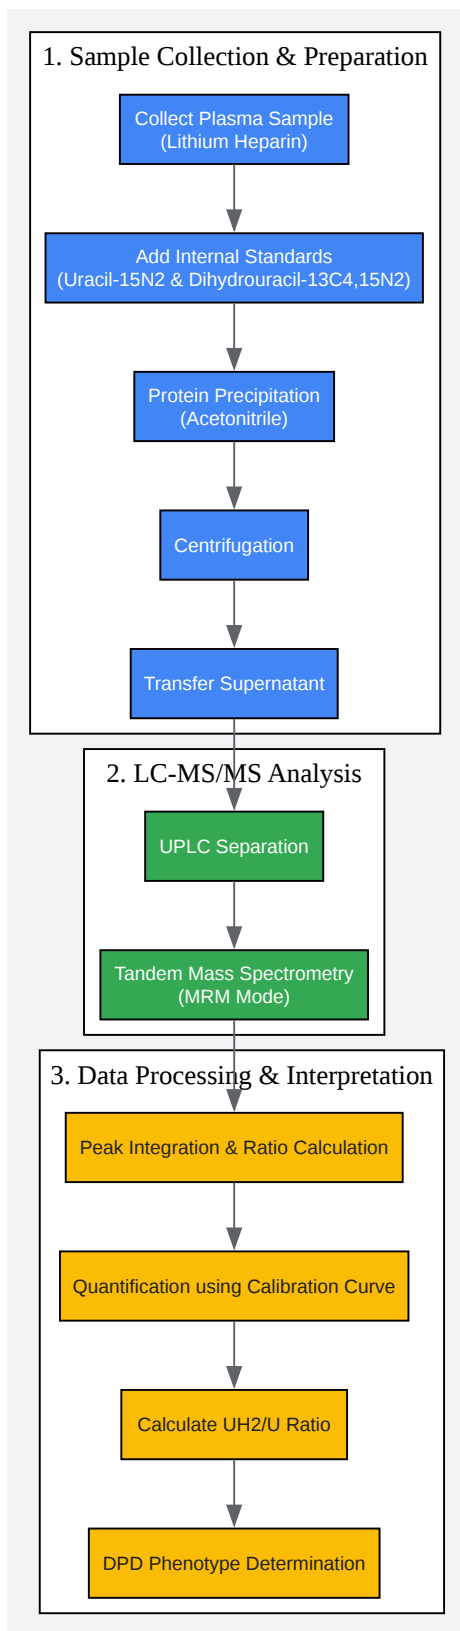 1. Sample Collection & Preparation
Collect Plasma Sample
(Lithium Heparin)
Add Internal Standards
(Uracil-15N2 & Dihydrouracil-13C4,15N2)
Protein Precipitation
(Acetonitrile)
Centrifugation
Transfer Supernatant
2. LC-MS/MS Analysis
UPLC Separation
Tandem Mass Spectrometry
(MRM Mode)
3. Data Processing & Interpretation
Peak Integration & Ratio Calculation
Quantification using Calibration Curve
Calculate UH2/U Ratio
DPD Phenotype Determination